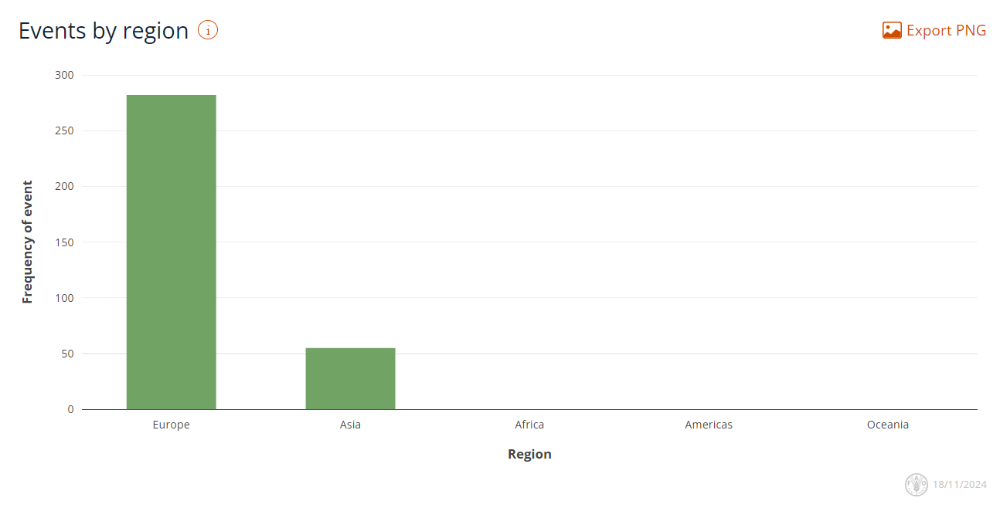 Events by region
Export PNG
300
250
200
150
100
50
0
Frequency of event
Europe Asia Africa Americas Oceania
Region
FAO 18/11/2024